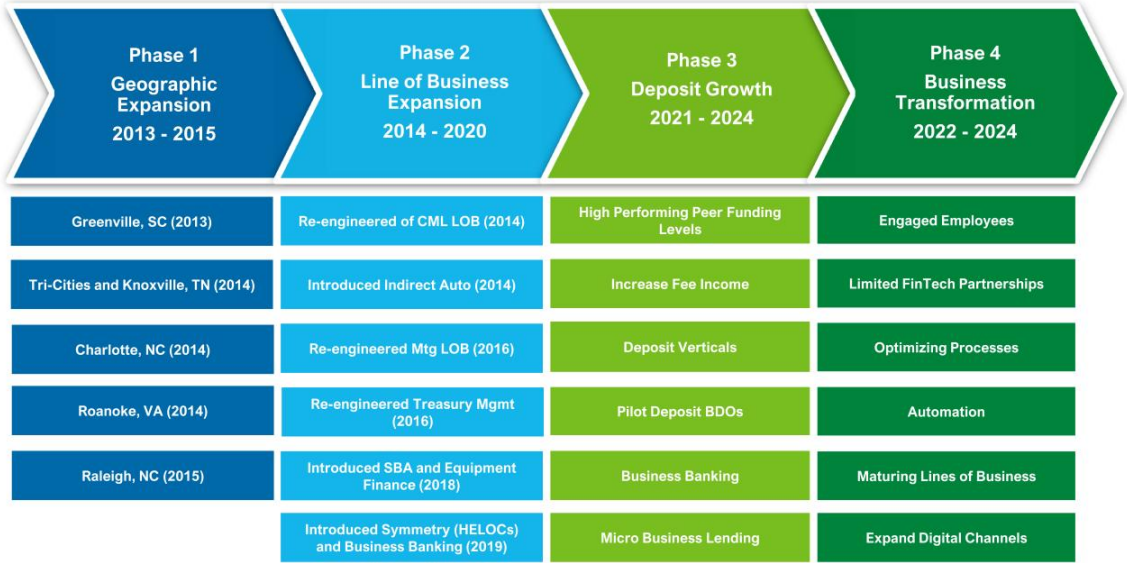 Phase 1
Geographic
Expansion
2013 - 2015
Phase 2
Line of Business
Expansion
2014 - 2020
Phase 3
Deposit Growth
2021 - 2024
Phase 4
Business
Transformation
2022 - 2024
Greenville, SC (2013)
Tri-Cities and Knoxville, TN (2014)
Charlotte, NC (2014)
Roanoke, VA (2014)
Raleigh, NC (2015)
Re-engineered of CML LOB (2014)
Introduced Indirect Auto (2014)
Re-engineered Mtg LOB (2016)
Re-engineered Treasury Mgmt
(2016)
Introduced SBA and Equipment
Finance (2018)
Introduced Symmetry (HELOCs)
and Business Banking (2019)
High Performing Peer Funding
Levels
Increase Fee Income
Deposit Verticals
Pilot Deposit BDOs
Business Banking
Micro Business Lending
Engaged Employees
Limited FinTech Partnerships
Optimizing Processes
Automation
Maturing Lines of Business
Expand Digital Channels